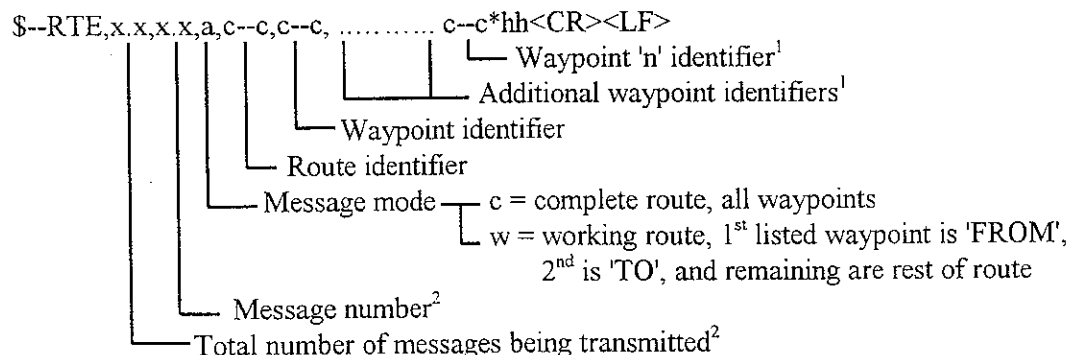 $--RTE,x.x,x.x,a,c--c,c--c, ............ c--c*hh<CR><LF>
Waypoint 'n' identifier¹
Additional waypoint identifiers¹
Waypoint identifier
Route identifier
Message mode c = complete route, all waypoints
w = working route, 1ˢᵗ listed waypoint is 'FROM',
2ⁿᵈ is 'TO', and remaining are rest of route
Message number²
Total number of messages being transmitted²